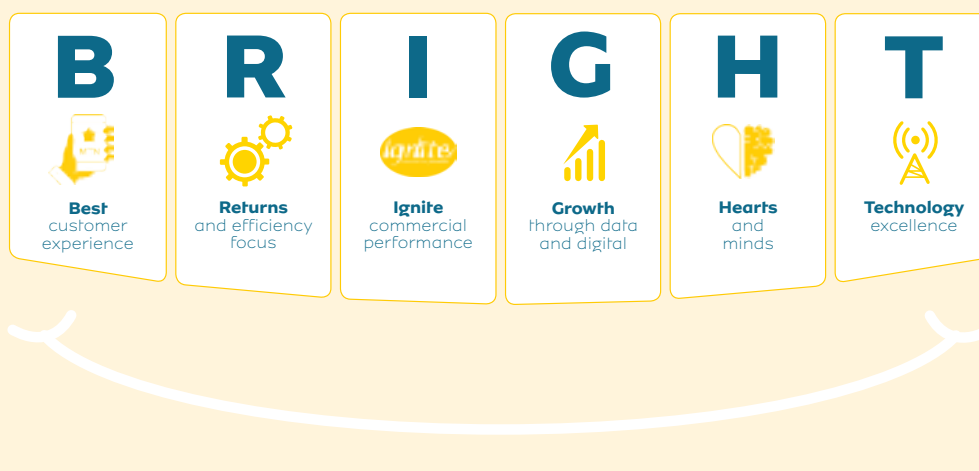 B
R
I
G
H
T
ignite
Best
customer
experience
Returns
and efficiency
focus
Ignite
commercial
performance
Growth
through data
and digital
Hearts
and
minds
Technology
excellence